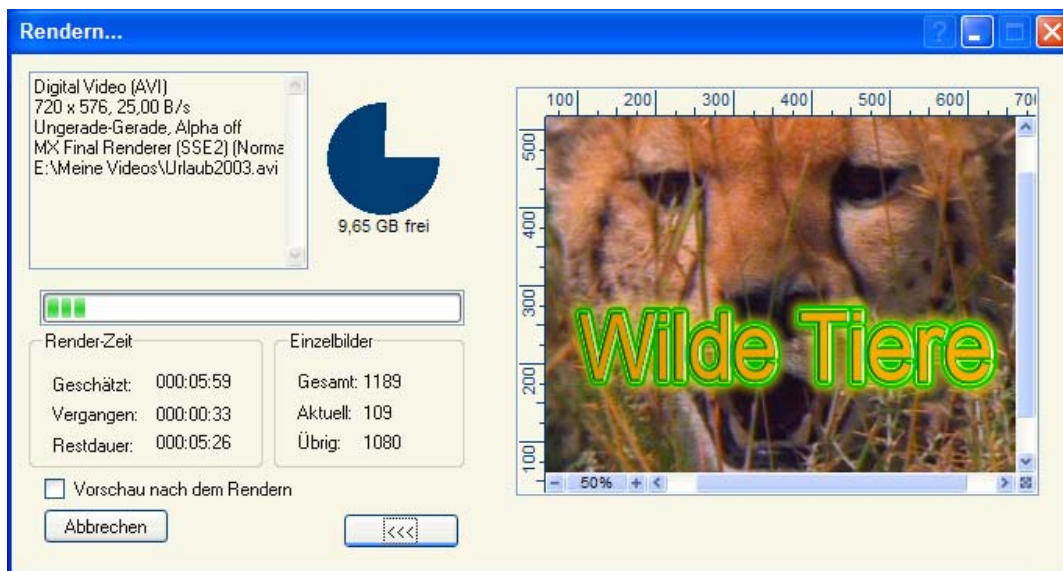 Rendern...
Digital Video (AVI)
720 x 576, 25,00 B/s
Ungerade-Gerade, Alpha off
MX Final Renderer (SSE2) (Norma
E:\Meine Videos\Urlaub2003.avi
9,65 GB frei
Render-Zeit
Geschätzt: 000:05:59
Vergangen: 000:00:33
Restdauer: 000:05:26
Einzelbilder
Gesamt: 1189
Aktuell: 109
Übrig: 1080
Vorschau nach dem Rendern
Abbrechen
<<<
100 200 300 400 500 600 70
500
400
300
200
100
Wilde Tiere
50%